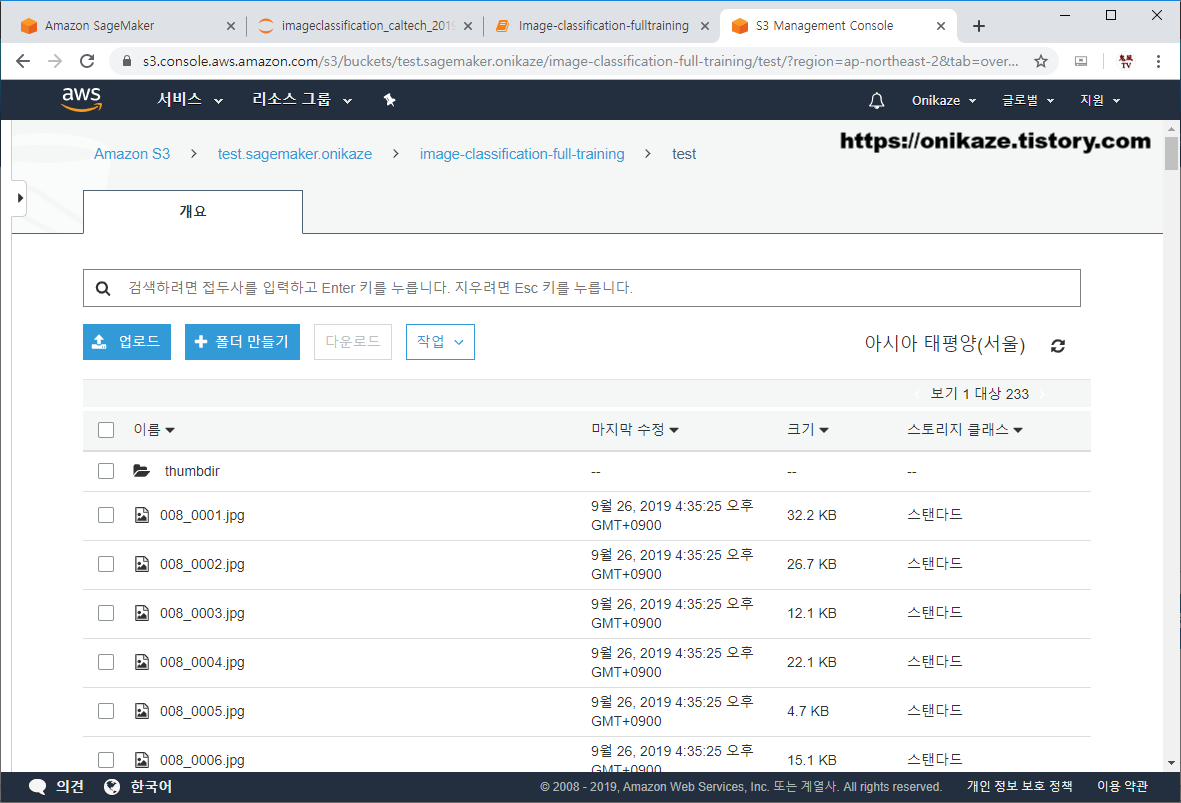 Amazon SageMaker
imageclassification_caltech_2019
Image-classification-fulltraining
S3 Management Console
s3.console.aws.amazon.com/s3/buckets/test.sagemaker.onikaze/image-classification-full-training/test/?region=ap-northeast-2&tab=over...
aws 서비스 리소스 그룹 Onikaze 글로벌 지원
https://onikaze.tistory.com
Amazon S3 > test.sagemaker.onikaze > image-classification-full-training > test
개요
검색하려면 접두사를 입력하고 Enter 키를 누릅니다. 지우려면 Esc 키를 누릅니다.
업로드 + 폴더 만들기 다운로드 작업 아시아 태평양(서울)
보기 1 대상 233
이름 마지막 수정 크기 스토리지 클래스
thumbdir -- -- --
008_0001.jpg 9월 26, 2019 4:35:25 오후 GMT+0900 32.2 KB 스탠다드
008_0002.jpg 9월 26, 2019 4:35:25 오후 GMT+0900 26.7 KB 스탠다드
008_0003.jpg 9월 26, 2019 4:35:25 오후 GMT+0900 12.1 KB 스탠다드
008_0004.jpg 9월 26, 2019 4:35:25 오후 GMT+0900 22.1 KB 스탠다드
008_0005.jpg 9월 26, 2019 4:35:25 오후 GMT+0900 4.7 KB 스탠다드
008_0006.jpg 9월 26, 2019 4:35:25 오후 GMT+0900 15.1 KB 스탠다드
의견 한국어 © 2008 - 2019, Amazon Web Services, Inc. 또는 계열사. All rights reserved. 개인 정보 보호 정책 이용 약관